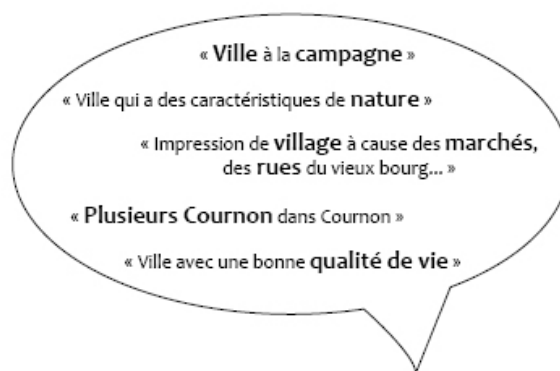 « Ville à la campagne »
« Ville qui a des caractéristiques de nature »
« Impression de village à cause des marchés,
des rues du vieux bourg... »
« Plusieurs Cournon dans Cournon »
« Ville avec une bonne qualité de vie »